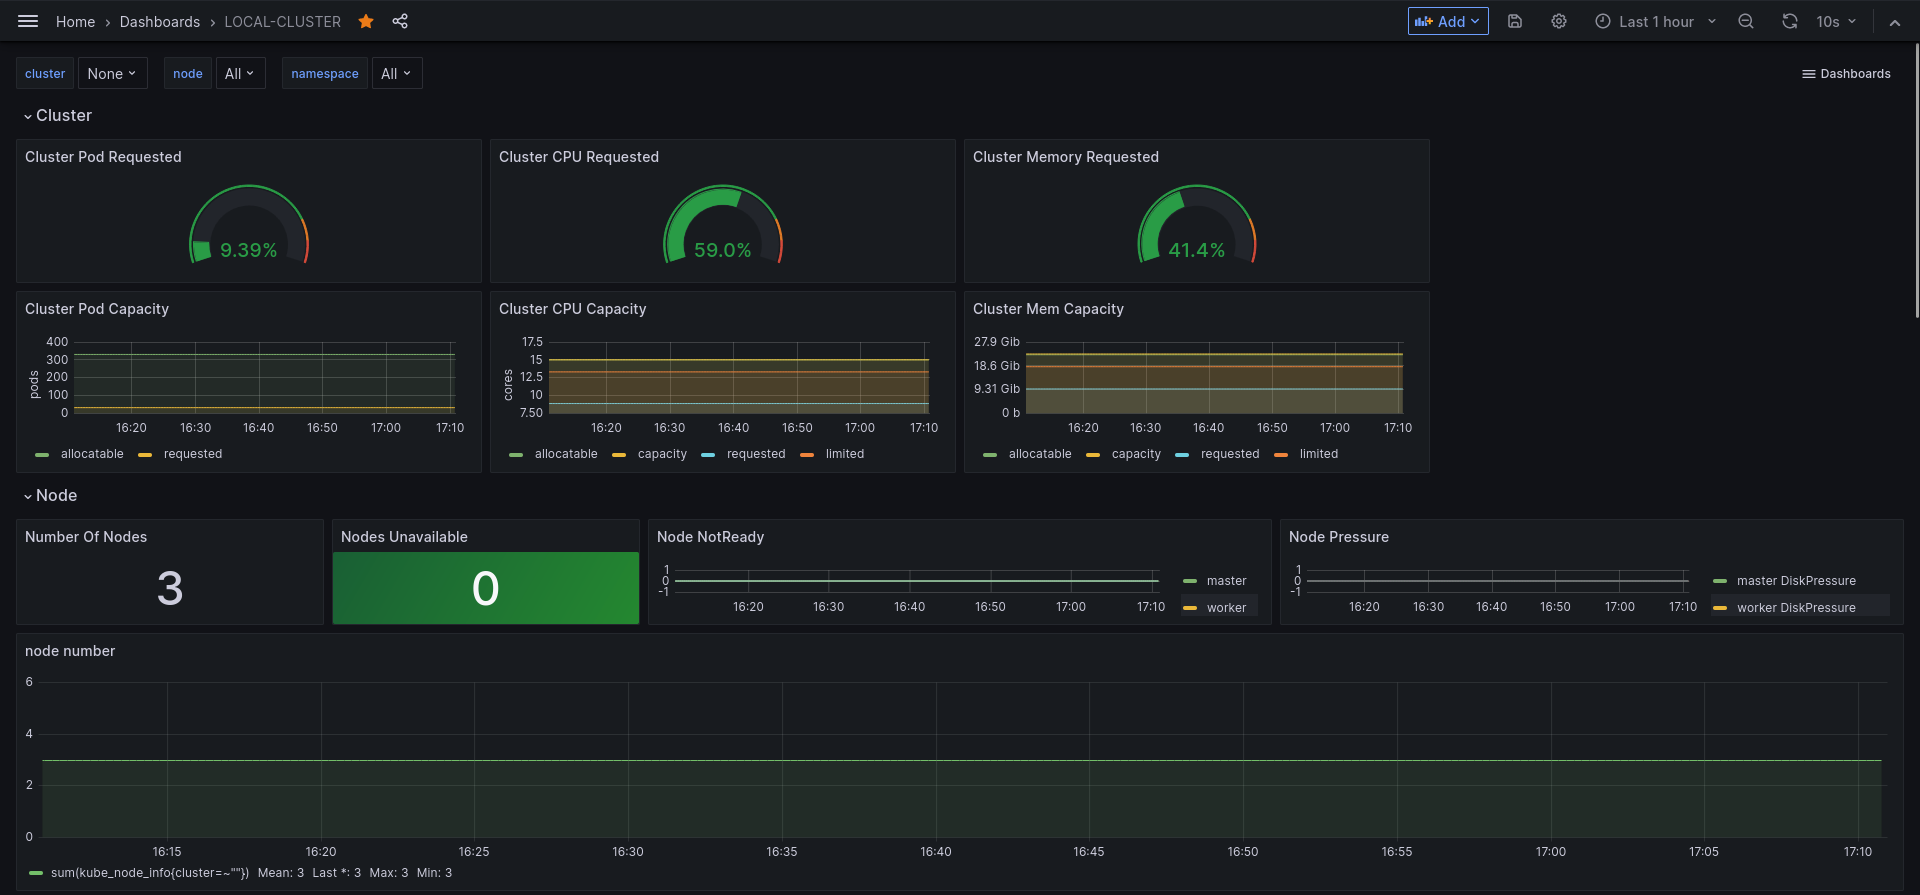 Home › Dashboards › LOCAL-CLUSTER Add Last 1 hour 10s
cluster None node All namespace All Dashboards
Cluster
Cluster Pod Requested Cluster CPU Requested Cluster Memory Requested
9.39% 59.0% 41.4%
Cluster Pod Capacity
400
300
200
100
0
pods
16:20 16:30 16:40 16:50 17:00 17:10
allocatable requested
Cluster CPU Capacity
17.5
15
12.5
10
7.50
cores
16:20 16:30 16:40 16:50 17:00 17:10
allocatable capacity requested limited
Cluster Mem Capacity
27.9 Gib
18.6 Gib
9.31 Gib
0 b
16:20 16:30 16:40 16:50 17:00 17:10
allocatable capacity requested limited
Node
Number Of Nodes
3
Nodes Unavailable
0
Node NotReady
1
0
-1
16:20 16:30 16:40 16:50 17:00 17:10
master
worker
Node Pressure
1
0
-1
16:20 16:30 16:40 16:50 17:00 17:10
master DiskPressure
worker DiskPressure
node number
6
4
2
0
16:15 16:20 16:25 16:30 16:35 16:40 16:45 16:50 16:55 17:00 17:05 17:10
sum(kube_node_info{cluster=~""}) Mean: 3 Last *: 3 Max: 3 Min: 3